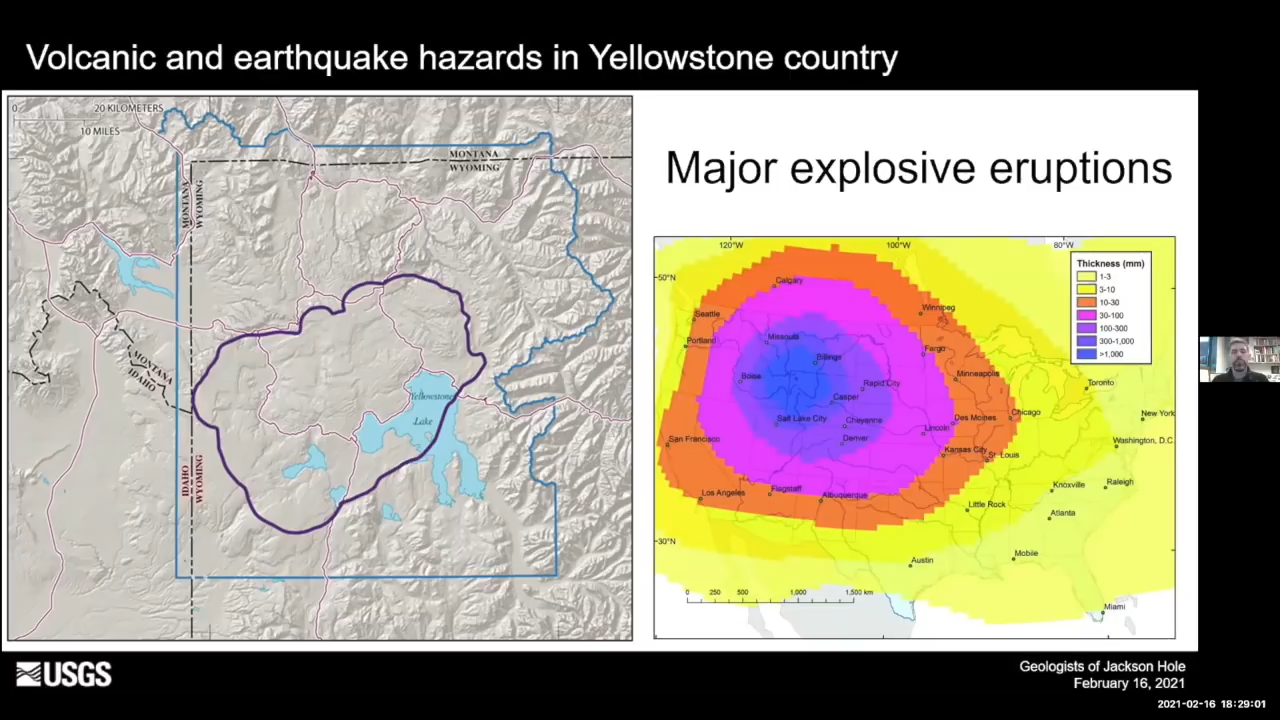 Volcanic and earthquake hazards in Yellowstone country
0 20 KILOMETERS
10 MILES
MONTANA
WYOMING
MONTANA
WYOMING
MONTANA
IDAHO
IDAHO
WYOMING
Yellowstone
Lake
Major explosive eruptions
120°W 100°W 80°W
50°N
30°N
Thickness (mm)
1-3
3-10
10-30
30-100
100-300
300-1,000
>1,000
Calgary
Seattle
Winnipeg
Portland
Missoula
Fargo
Billings
Boise
Rapid City
Minneapolis
Toronto
Casper
Salt Lake City
Cheyenne
Des Moines
Chicago
New York
Lincoln
Denver
San Francisco
Washington, D.C.
Kansas City
St. Louis
Los Angeles
Flagstaff
Albuquerque
Knoxville
Raleigh
Little Rock
Atlanta
Austin
Mobile
Miami
0 250 500 1,000 1,500 km
USGS
Geologists of Jackson Hole
February 16, 2021
2021-02-16 18:29:01